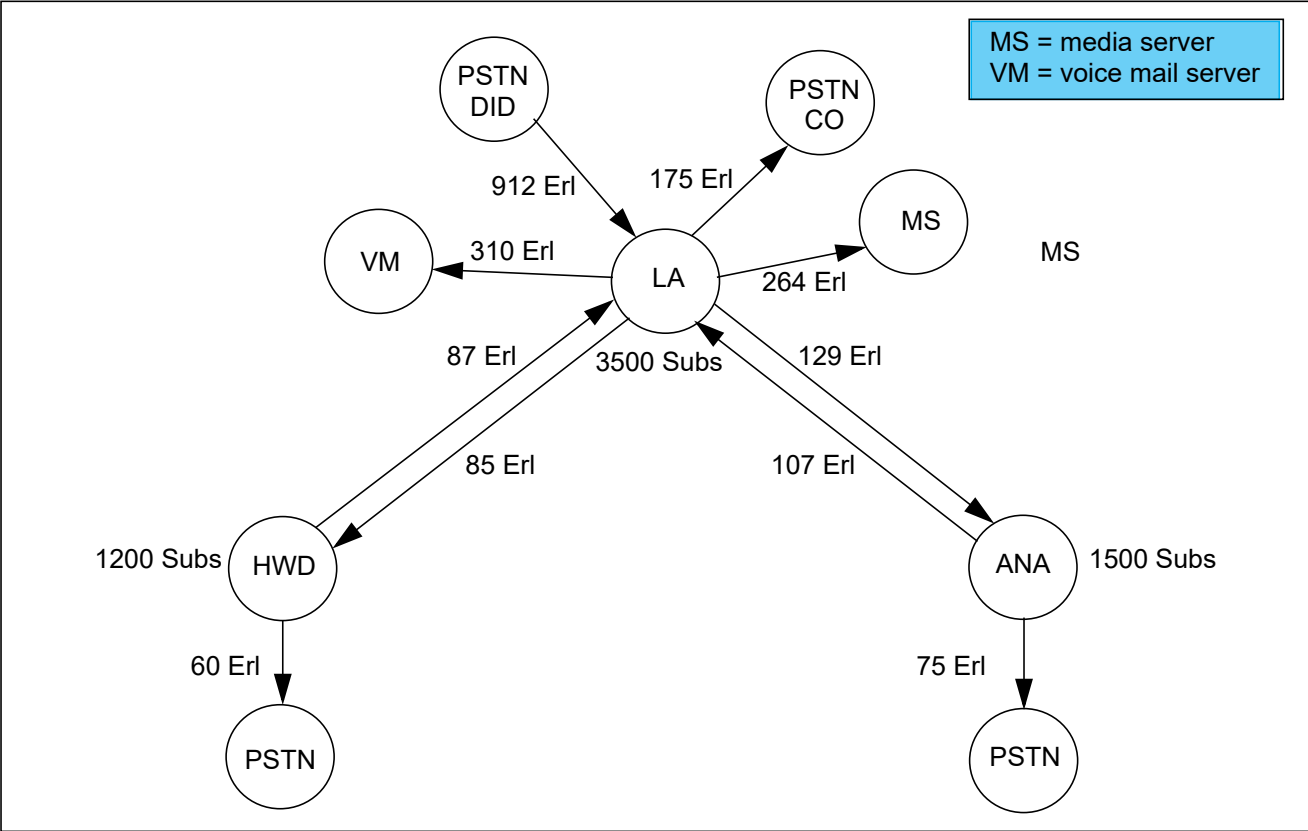 MS = media server
VM = voice mail server
PSTN
DID
PSTN
CO
912 Erl
175 Erl
MS
VM
310 Erl
LA
264 Erl
MS
87 Erl
3500 Subs
129 Erl
85 Erl
107 Erl
1200 Subs
HWD
ANA
1500 Subs
60 Erl
75 Erl
PSTN
PSTN